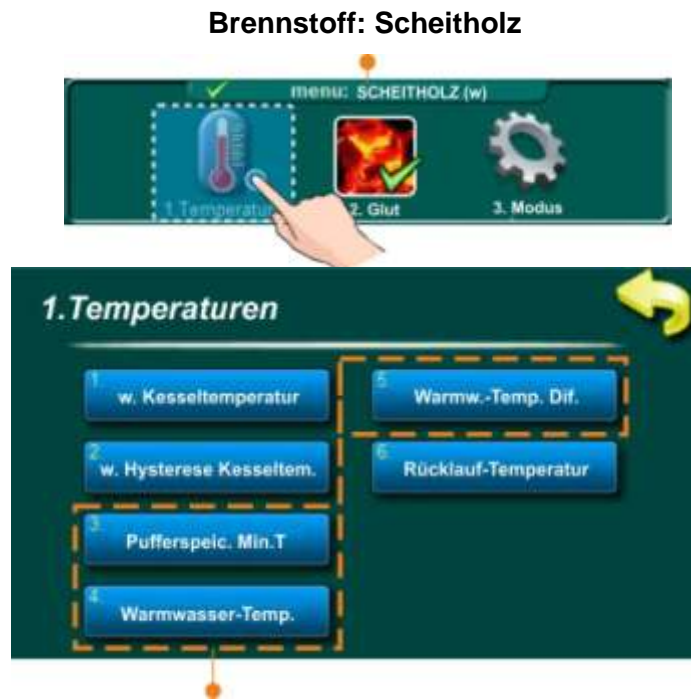 Brennstoff: Scheitholz
menu: SCHEITHOLZ (w)
1.Temperatur
2. Glut
3. Modus
1.Temperaturen
1.
w. Kesseltemperatur
2.
w. Hysterese Kesseltem.
3.
Pufferspeic. Min.T
4.
Warmwasser-Temp.
5.
Warmw.-Temp. Dif.
6.
Rücklauf-Temperatur